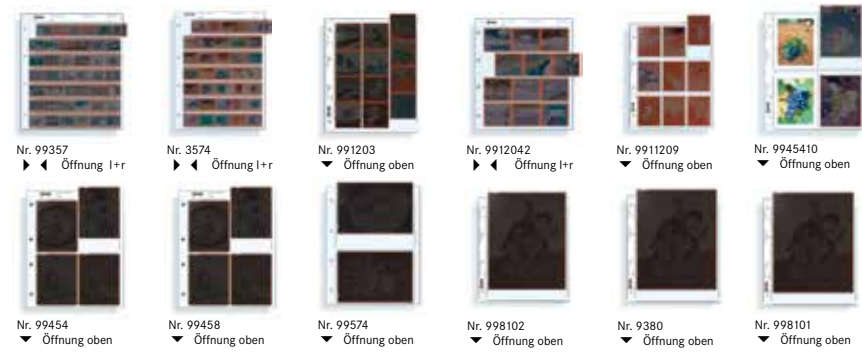 Nr. 99357
▶ ◀ Öffnung l+r
Nr. 3574
▶ ◀ Öffnung l+r
Nr. 991203
▼ Öffnung oben
Nr. 9912042
▶ ◀ Öffnung l+r
Nr. 9911209
▼ Öffnung oben
Nr. 9945410
▼ Öffnung oben
Nr. 99454
▼ Öffnung oben
Nr. 99458
▼ Öffnung oben
Nr. 99574
▼ Öffnung oben
Nr. 998102
▼ Öffnung oben
Nr. 9380
▼ Öffnung oben
Nr. 998101
▼ Öffnung oben